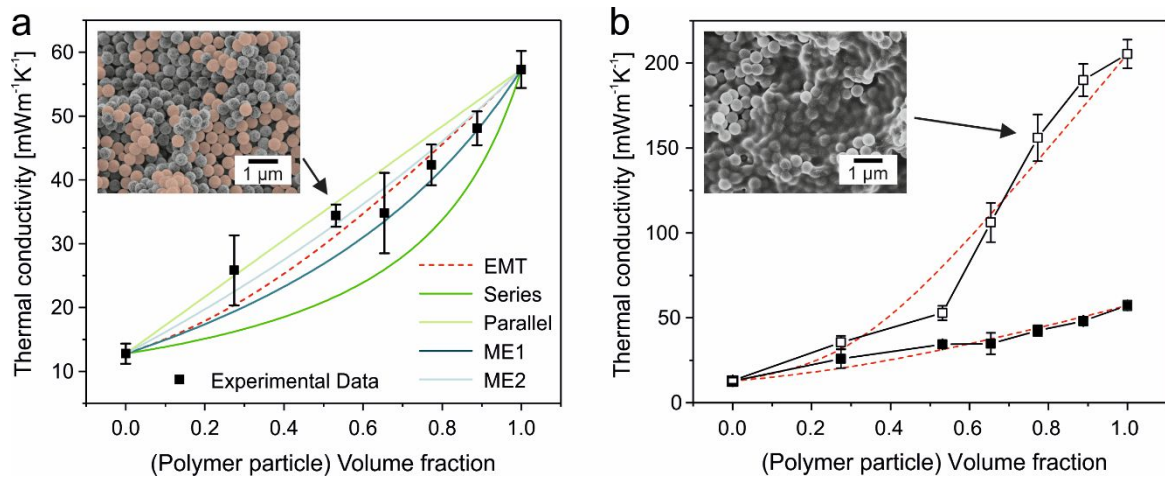 a
Thermal conductivity [mWm⁻¹K⁻¹]
60
50
40
30
20
10
1 µm
EMT
Series
Parallel
ME1
ME2
Experimental Data
0.0 0.2 0.4 0.6 0.8 1.0
(Polymer particle) Volume fraction
b
Thermal conductivity [mWm⁻¹K⁻¹]
200
150
100
50
0
1 µm
0.0 0.2 0.4 0.6 0.8 1.0
(Polymer particle) Volume fraction